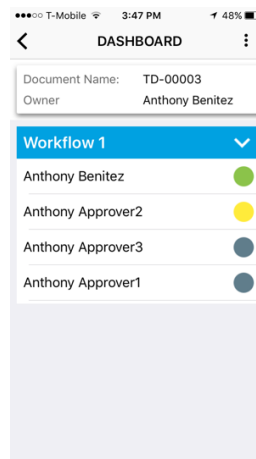 T-Mobile 3:47 PM 48%
DASHBOARD
Document Name: TD-00003
Owner Anthony Benitez
Workflow 1
Anthony Benitez
Anthony Approver2
Anthony Approver3
Anthony Approver1